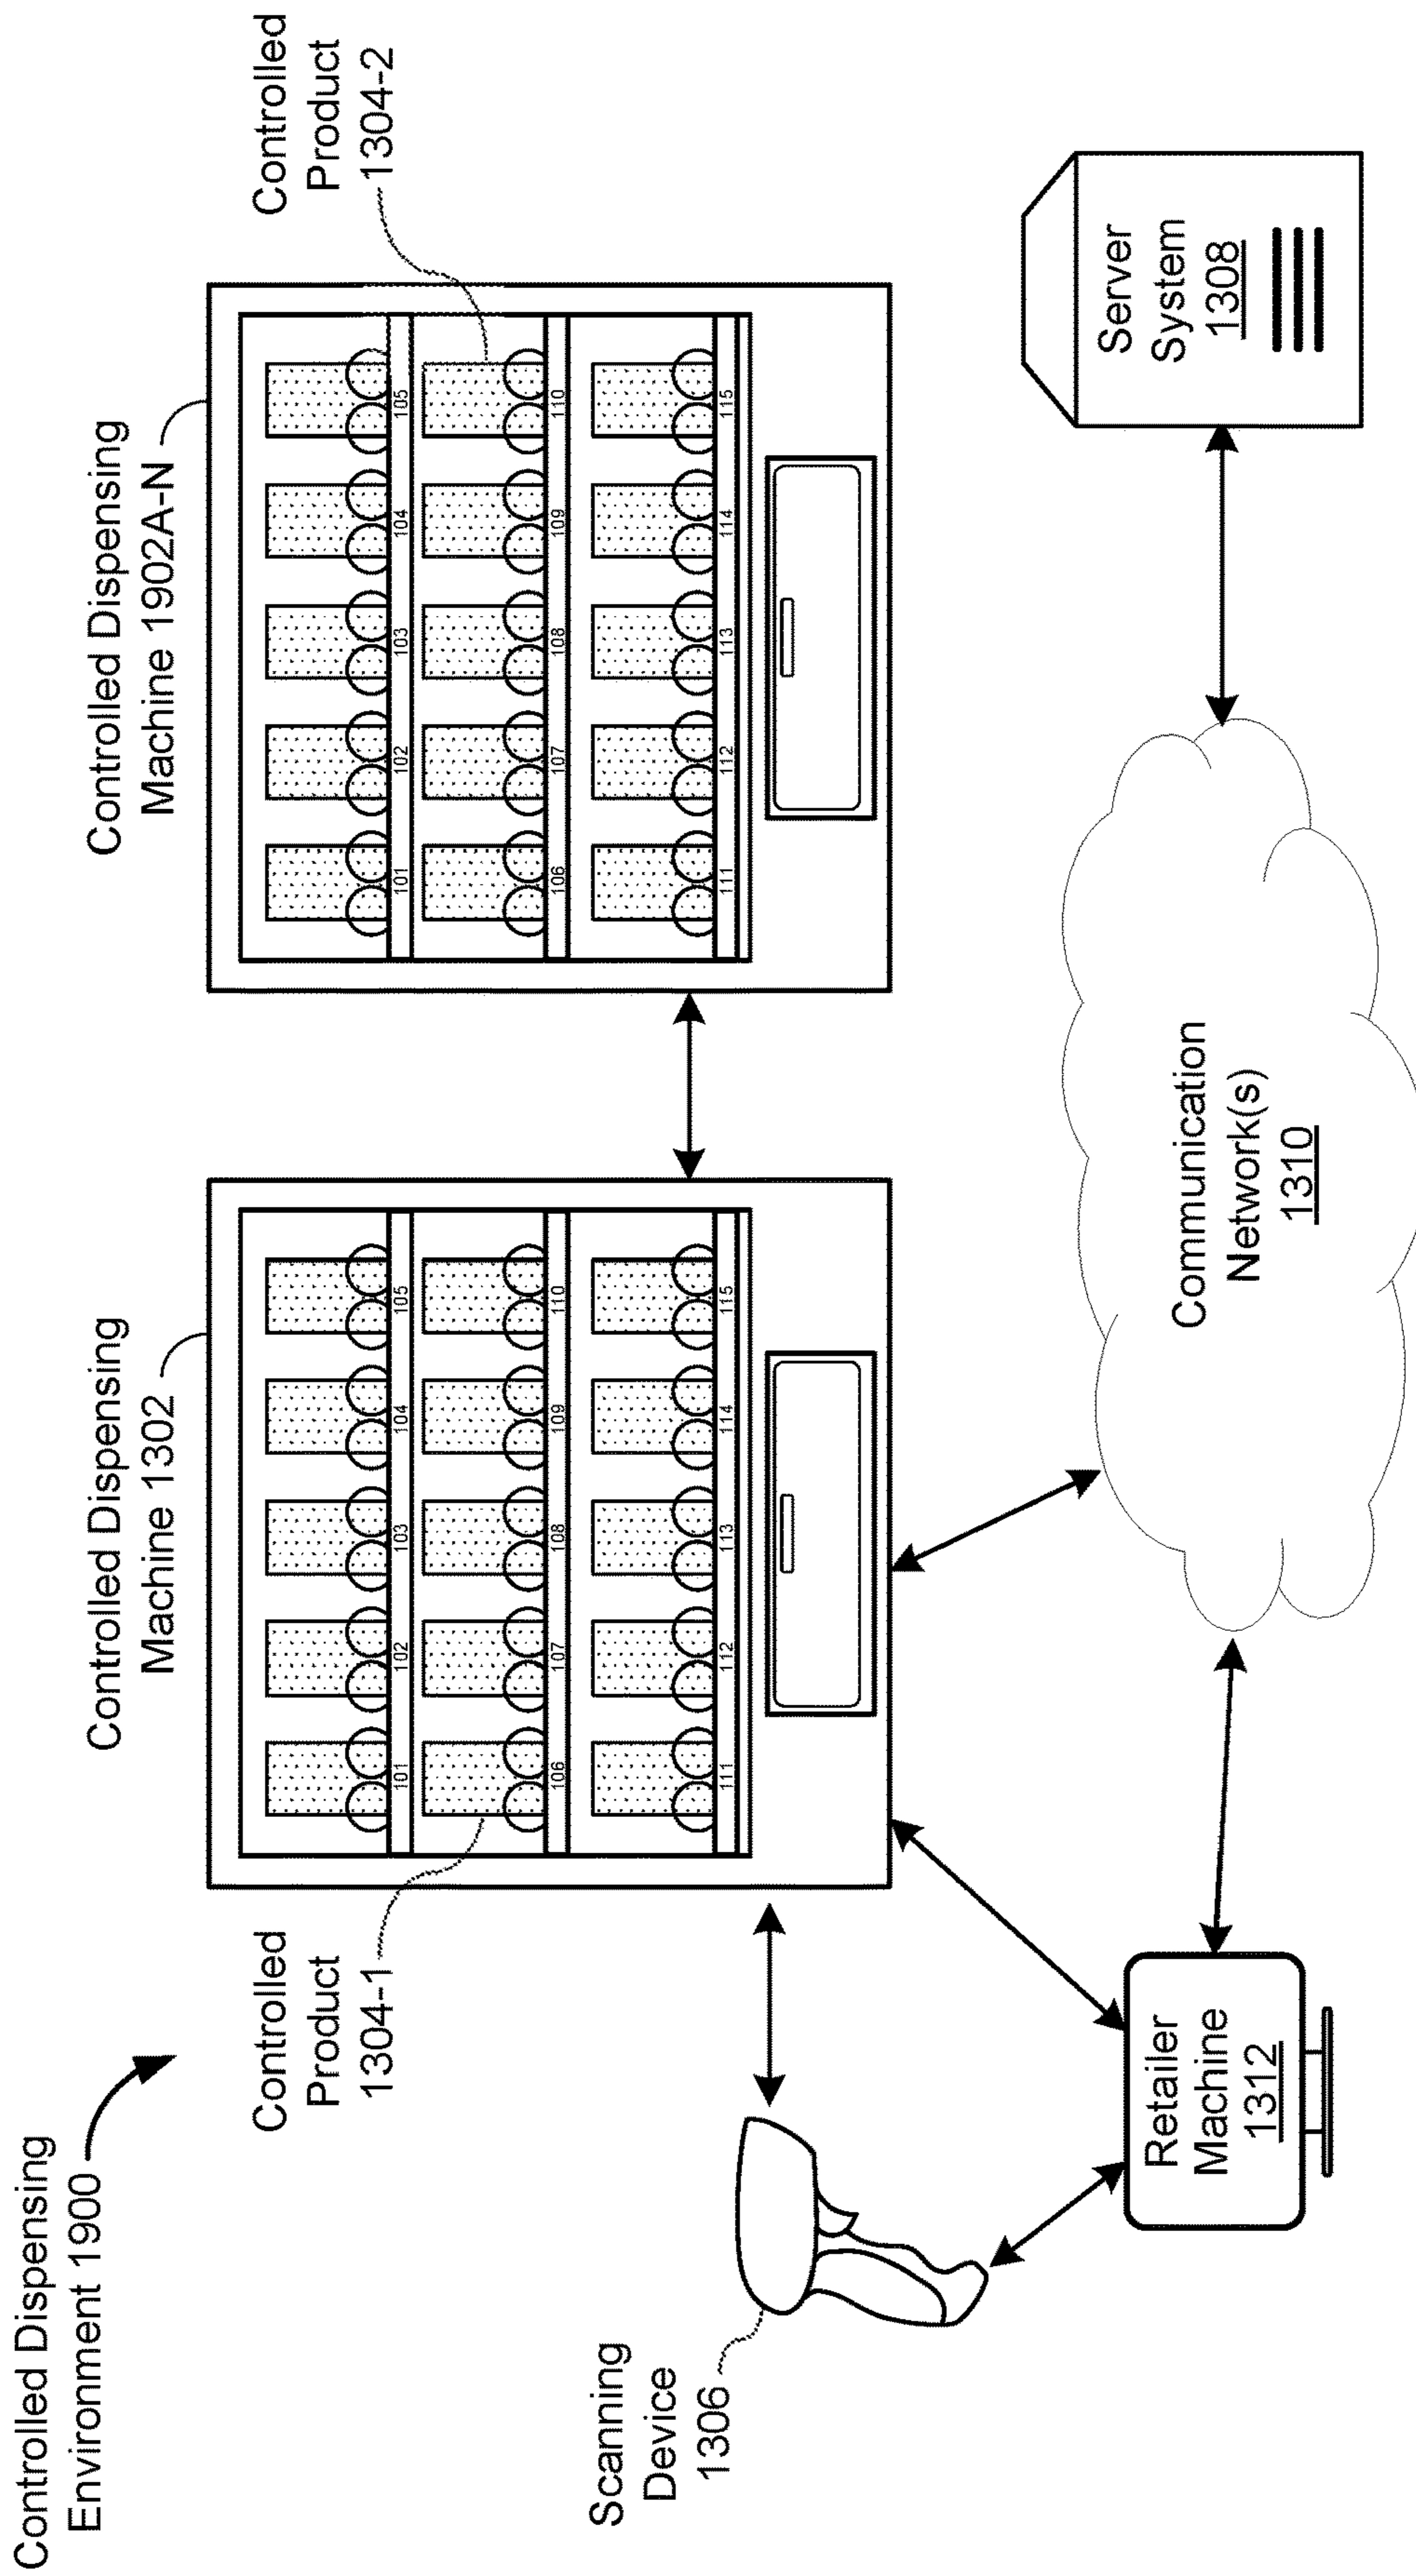 Controlled Dispensing
Environment 1900
Controlled Dispensing
Machine 1302
Controlled Dispensing
Machine 1902A-N
Controlled
Product
1304-1
Controlled
Product
1304-2
101 102 103 104 105
106 107 108 109 110
111 112 113 114 115
101 102 103 104 105
106 107 108 109 110
111 112 113 114 115
Scanning
Device
1306
Retailer
Machine
1312
Communication
Network(s)
1310
Server
System
1308